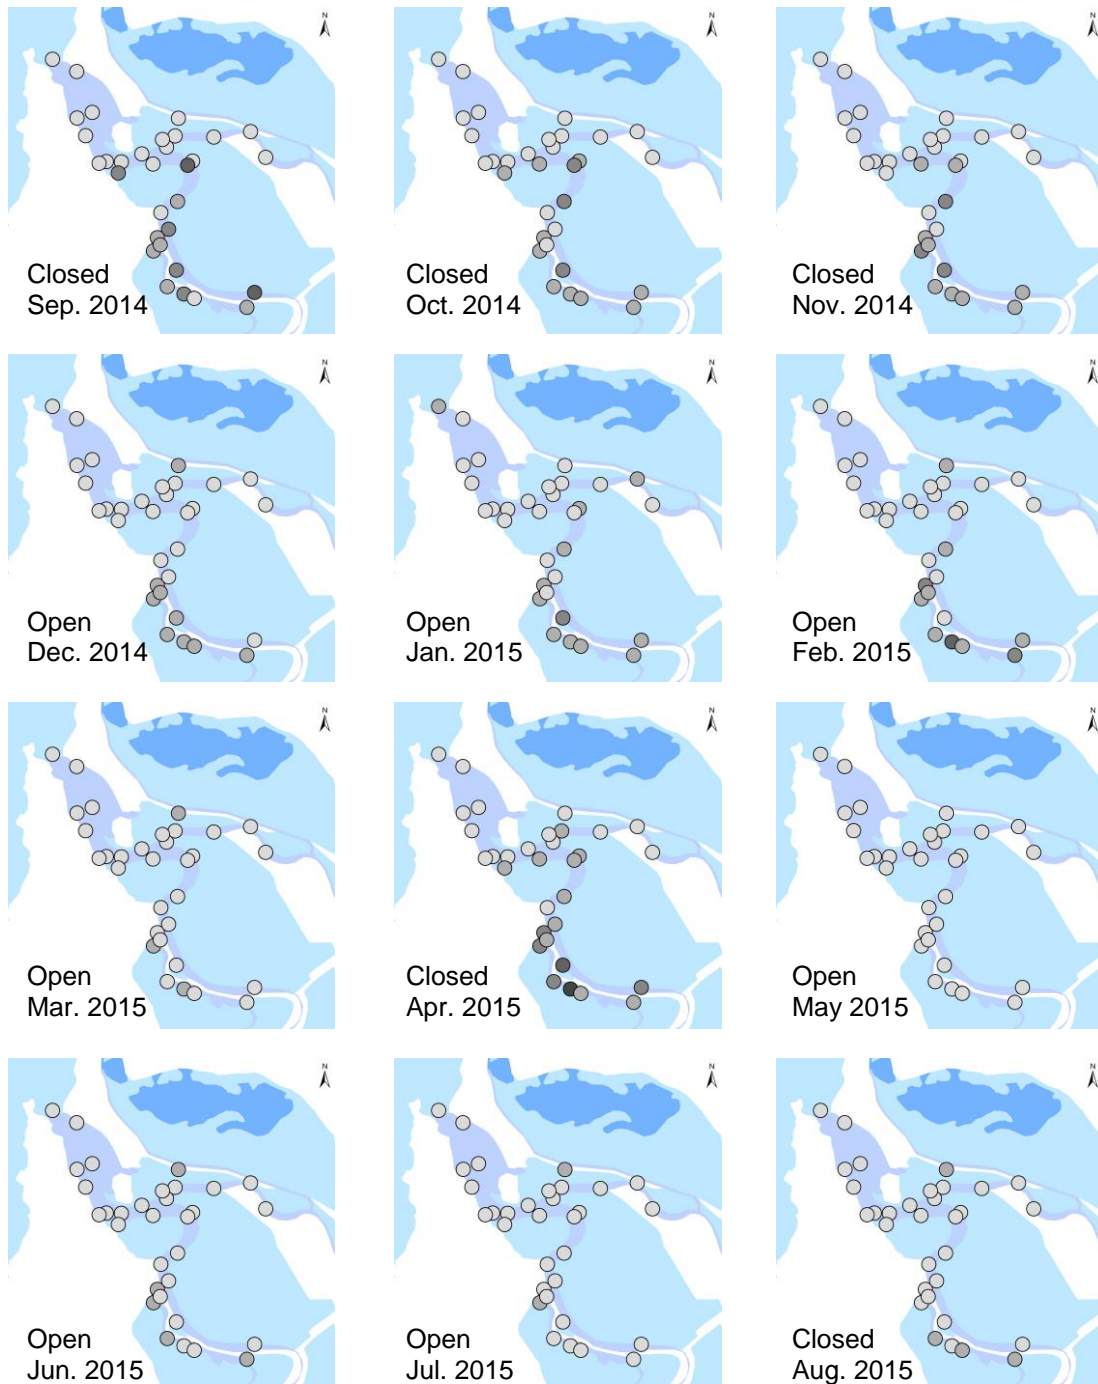 N
N
N
Closed
Sep. 2014
Closed
Oct. 2014
Closed
Nov. 2014
N
N
N
Open
Dec. 2014
Open
Jan. 2015
Open
Feb. 2015
N
N
N
Open
Mar. 2015
Closed
Apr. 2015
Open
May 2015
N
N
N
Open
Jun. 2015
Open
Jul. 2015
Closed
Aug. 2015